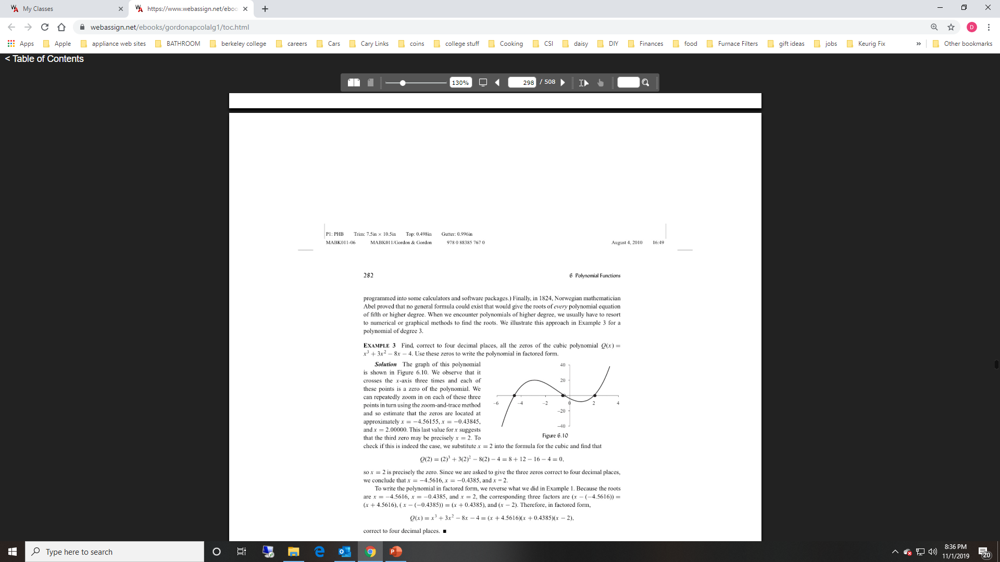 My Classes
https://www.webassign.net/eboo
webassign.net/ebooks/gordonapcolalg1/toc.html
D
Apps Apple appliance web sites BATHROOM berkeley college careers Cars Cary Links coins college stuff Cooking CSI daisy DIY Finances food Furnace Filters gift ideas jobs Keurig Fix » Other bookmarks
< Table of Contents
130% 298 / 508
P1: PHB Trim: 7.5in × 10.5in Top: 0.498in Gutter: 0.996in
MABK011-06 MABK011/Gordon & Gordon 978 0 88385 767 0 August 4, 2010 16:49
282 6 Polynomial Functions
programmed into some calculators and software packages.) Finally, in 1824, Norwegian mathematician
Abel proved that no general formula could exist that would give the roots of every polynomial equation
of fifth or higher degree. When we encounter polynomials of higher degree, we usually have to resort
to numerical or graphical methods to find the roots. We illustrate this approach in Example 3 for a
polynomial of degree 3.
EXAMPLE 3 Find, correct to four decimal places, all the zeros of the cubic polynomial Q(x) =
x³ + 3x² − 8x − 4. Use these zeros to write the polynomial in factored form.
Solution The graph of this polynomial
is shown in Figure 6.10. We observe that it
crosses the x-axis three times and each of
these points is a zero of the polynomial. We
can repeatedly zoom in on each of these three
points in turn using the zoom-and-trace method
and so estimate that the zeros are located at
approximately x = −4.56155, x = −0.43845,
and x = 2.00000. This last value for x suggests
that the third zero may be precisely x = 2. To
40
20
−6 −4 −2 0 2 4
−20
−40
Figure 6.10
check if this is indeed the case, we substitute x = 2 into the formula for the cubic and find that
Q(2) = (2)³ + 3(2)² − 8(2) − 4 = 8 + 12 − 16 − 4 = 0,
so x = 2 is precisely the zero. Since we are asked to give the three zeros correct to four decimal places,
we conclude that x = −4.5616, x = −0.4385, and x = 2.
To write the polynomial in factored form, we reverse what we did in Example 1. Because the roots
are x = −4.5616, x = −0.4385, and x = 2, the corresponding three factors are (x − (−4.5616)) =
(x + 4.5616), (x − (−0.4385)) = (x + 0.4385), and (x − 2). Therefore, in factored form,
Q(x) = x³ + 3x² − 8x − 4 = (x + 4.5616)(x + 0.4385)(x − 2),
correct to four decimal places. ■
Type here to search
8:36 PM
11/1/2019
20